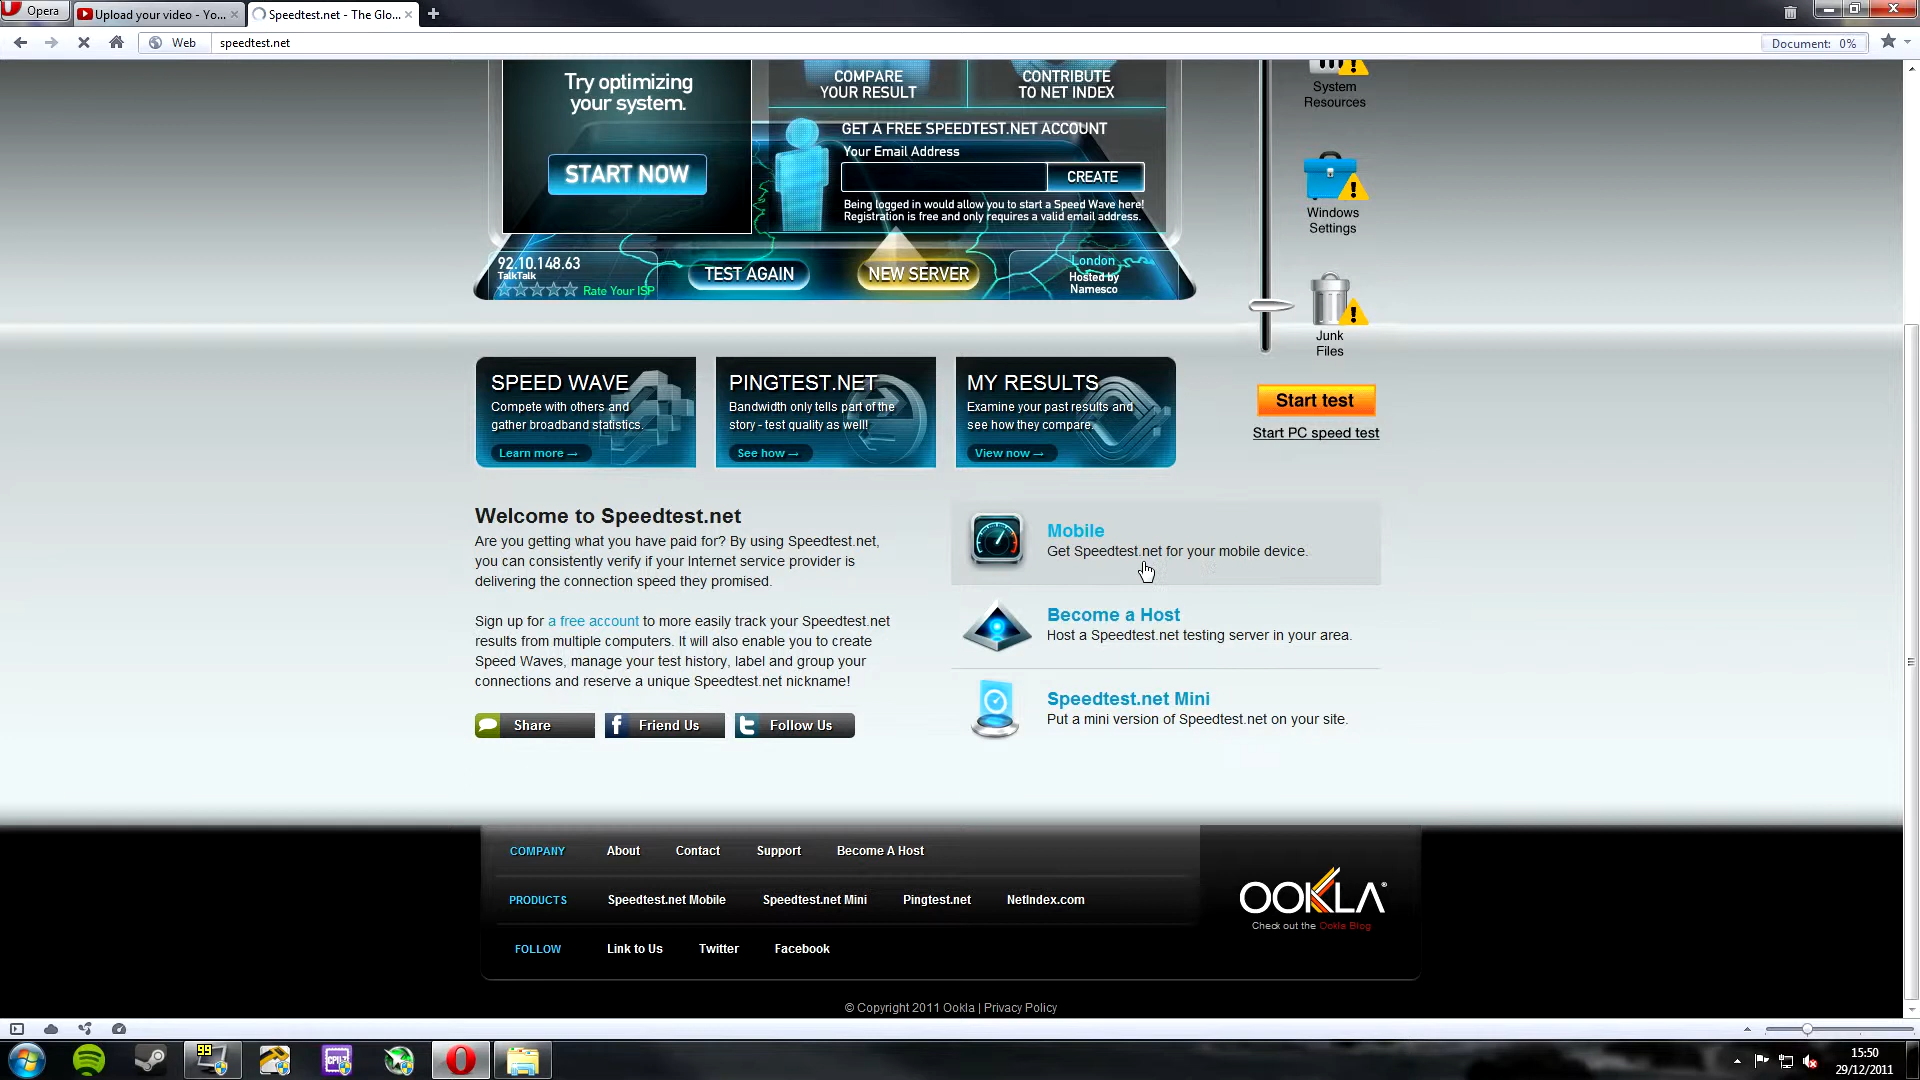 Opera
Upload your video - Yo...
Speedtest.net - The Glo...
Web
speedtest.net
Document: 0%
Try optimizing
your system.
START NOW
COMPARE
YOUR RESULT
CONTRIBUTE
TO NET INDEX
GET A FREE SPEEDTEST.NET ACCOUNT
Your Email Address
CREATE
Being logged in would allow you to start a Speed Wave here!
Registration is free and only requires a valid email address.
92.10.148.63
TalkTalk
Rate Your ISP
TEST AGAIN
NEW SERVER
London
Hosted by
Namesco
System
Resources
Windows
Settings
Junk
Files
Start test
Start PC speed test
SPEED WAVE
Compete with others and
gather broadband statistics.
Learn more →
PINGTEST.NET
Bandwidth only tells part of the
story - test quality as well!
See how →
MY RESULTS
Examine your past results and
see how they compare.
View now →
Welcome to Speedtest.net
Are you getting what you have paid for? By using Speedtest.net,
you can consistently verify if your Internet service provider is
delivering the connection speed they promised.
Sign up for a free account to more easily track your Speedtest.net
results from multiple computers. It will also enable you to create
Speed Waves, manage your test history, label and group your
connections and reserve a unique Speedtest.net nickname!
Share
Friend Us
Follow Us
Mobile
Get Speedtest.net for your mobile device.
Become a Host
Host a Speedtest.net testing server in your area.
Speedtest.net Mini
Put a mini version of Speedtest.net on your site.
COMPANY About Contact Support Become A Host
PRODUCTS Speedtest.net Mobile Speedtest.net Mini Pingtest.net NetIndex.com
FOLLOW Link to Us Twitter Facebook
OOKLA®
Check out the Ookla Blog
© Copyright 2011 Ookla | Privacy Policy
99
15:50
29/12/2011